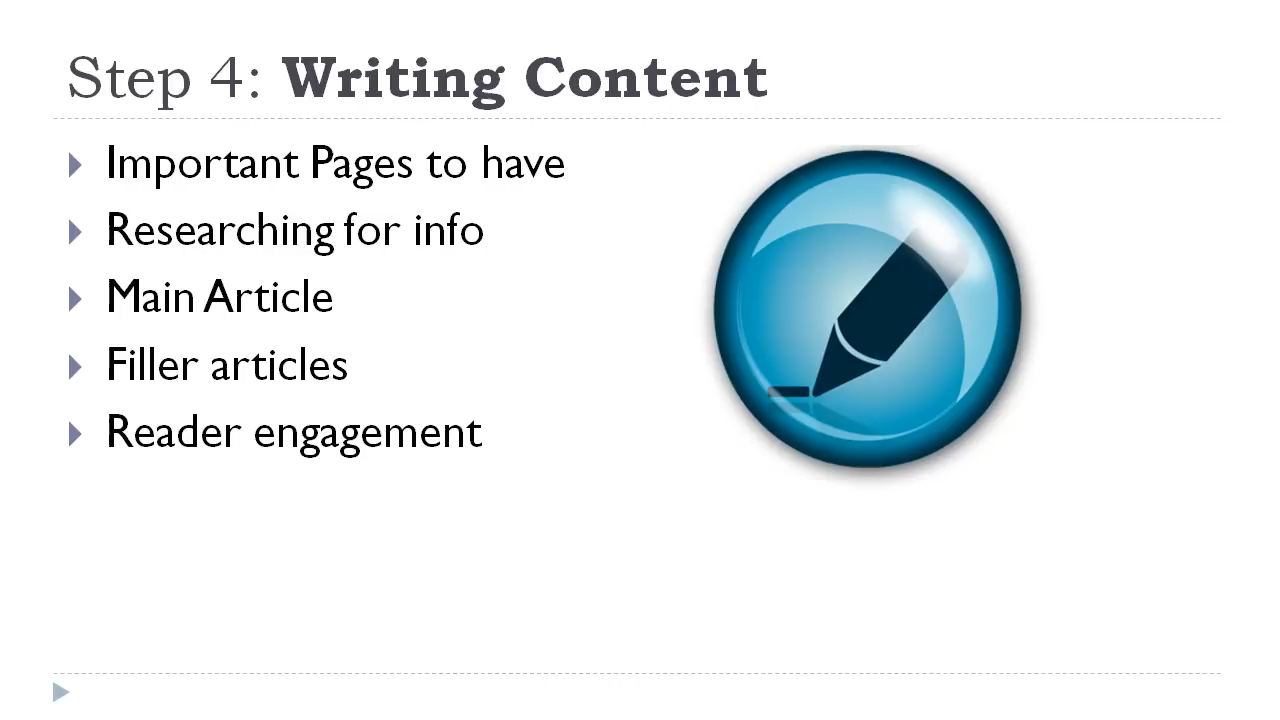 Step 4: Writing Content
Important Pages to have
Researching for info
Main Article
Filler articles
Reader engagement